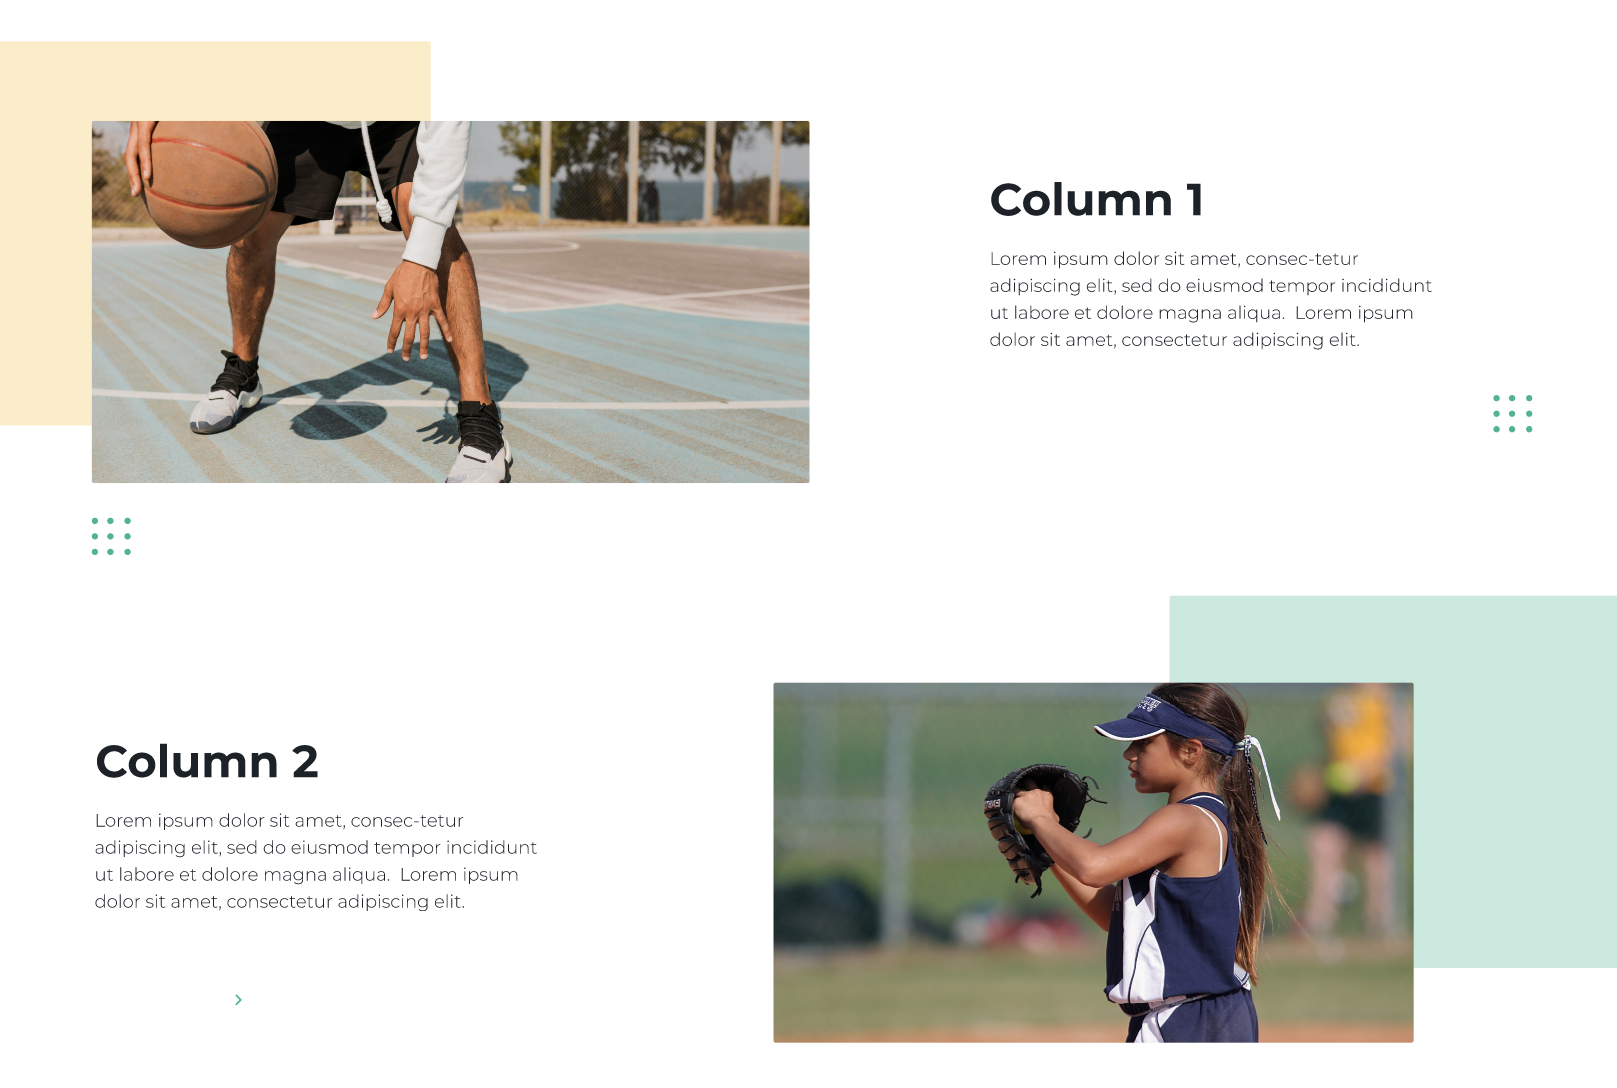 Column 1
Lorem ipsum dolor sit amet, consec-tetur
adipiscing elit, sed do eiusmod tempor incididunt
ut labore et dolore magna aliqua.  Lorem ipsum
dolor sit amet, consectetur adipiscing elit.
Column 2
Lorem ipsum dolor sit amet, consec-tetur
adipiscing elit, sed do eiusmod tempor incididunt
ut labore et dolore magna aliqua.  Lorem ipsum
dolor sit amet, consectetur adipiscing elit.